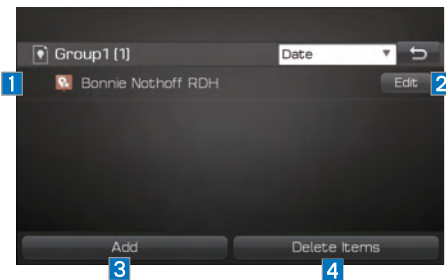 Group1 (1) Date
1 Bonnie Nothoff RDH Edit 2
Add Delete Items
3 4